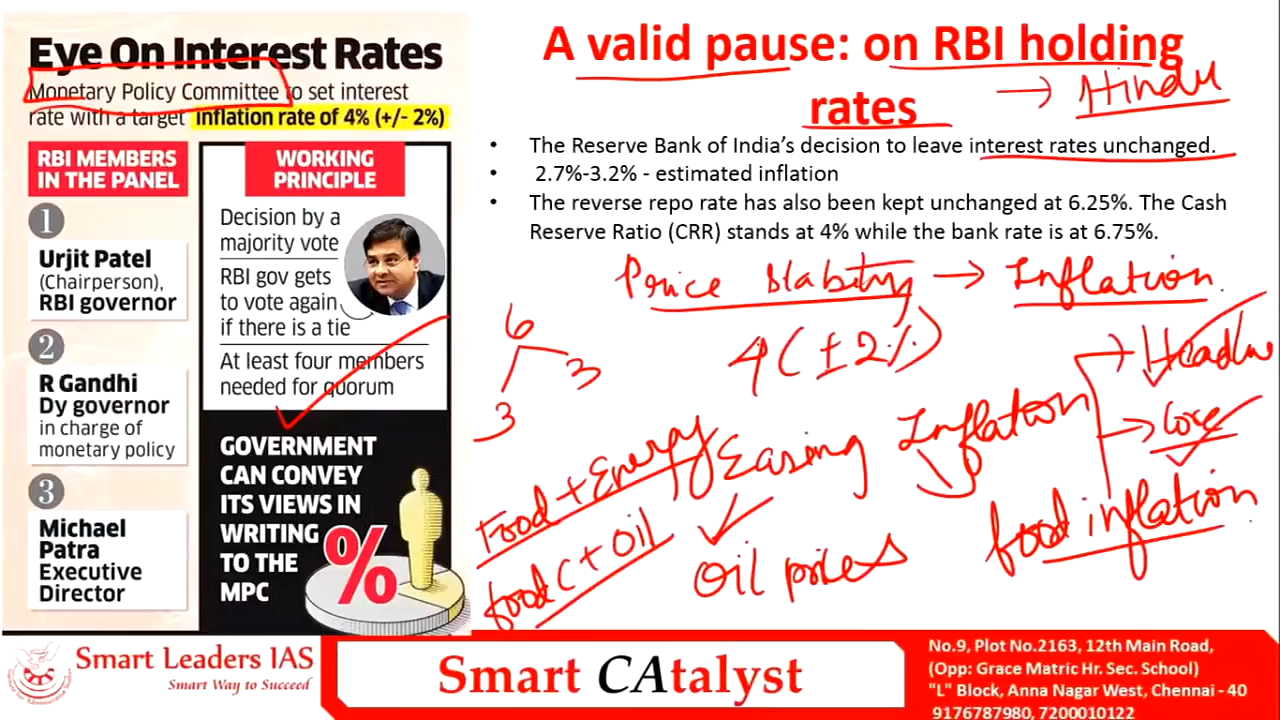 Eye On Interest Rates
Monetary Policy Committee to set interest
rate with a target inflation rate of 4% (+/- 2%)
RBI MEMBERS
IN THE PANEL
1
Urjit Patel
(Chairperson),
RBI governor
2
R Gandhi
Dy governor
in charge of
monetary policy
3
Michael
Patra
Executive
Director
WORKING
PRINCIPLE
Decision by a
majority vote
RBI gov gets
to vote again
if there is a tie
At least four members
needed for quorum
GOVERNMENT
CAN CONVEY
ITS VIEWS IN
WRITING
TO THE
MPC
%
A valid pause: on RBI holding
rates
→ Hindu
• The Reserve Bank of India's decision to leave interest rates unchanged.
• 2.7%-3.2% - estimated inflation
• The reverse repo rate has also been kept unchanged at 6.25%. The Cash
Reserve Ratio (CRR) stands at 4% while the bank rate is at 6.75%.
Price stability → Inflation
6
3
3
4 (±2%)
→ Headline
→ Core
food inflation
Easing Inflation
Food + Energy
food C + Oil
Oil prices
Smart Leaders IAS
Smart Way to Succeed
Smart CAtalyst
No.9, Plot No.2163, 12th Main Road,
(Opp: Grace Matric Hr. Sec. School)
"L" Block, Anna Nagar West, Chennai - 40
9176787980, 7200010122